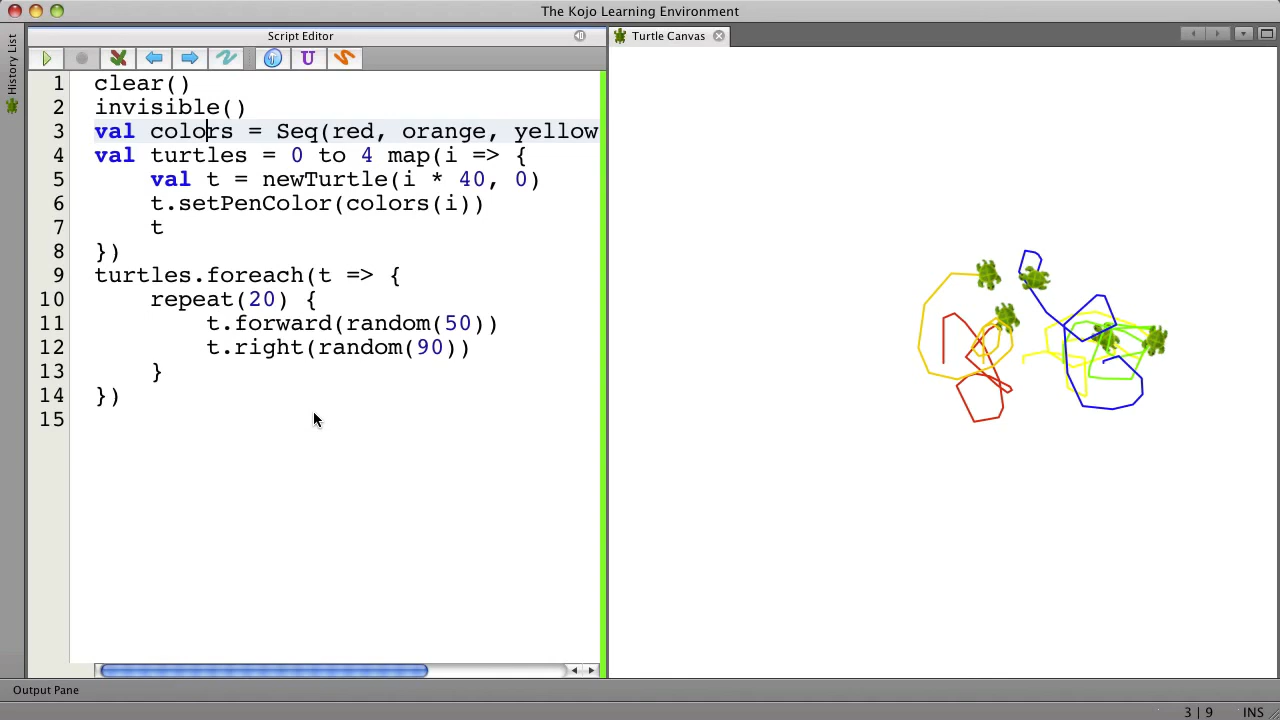 The Kojo Learning Environment
History List
Script Editor
Turtle Canvas
1 clear()
2 invisible()
3 val colors = Seq(red, orange, yellow
4 val turtles = 0 to 4 map(i => {
5 val t = newTurtle(i * 40, 0)
6 t.setPenColor(colors(i))
7 t
8 })
9 turtles.foreach(t => {
10 repeat(20) {
11 t.forward(random(50))
12 t.right(random(90))
13 }
14 })
15
Output Pane
3 | 9 INS